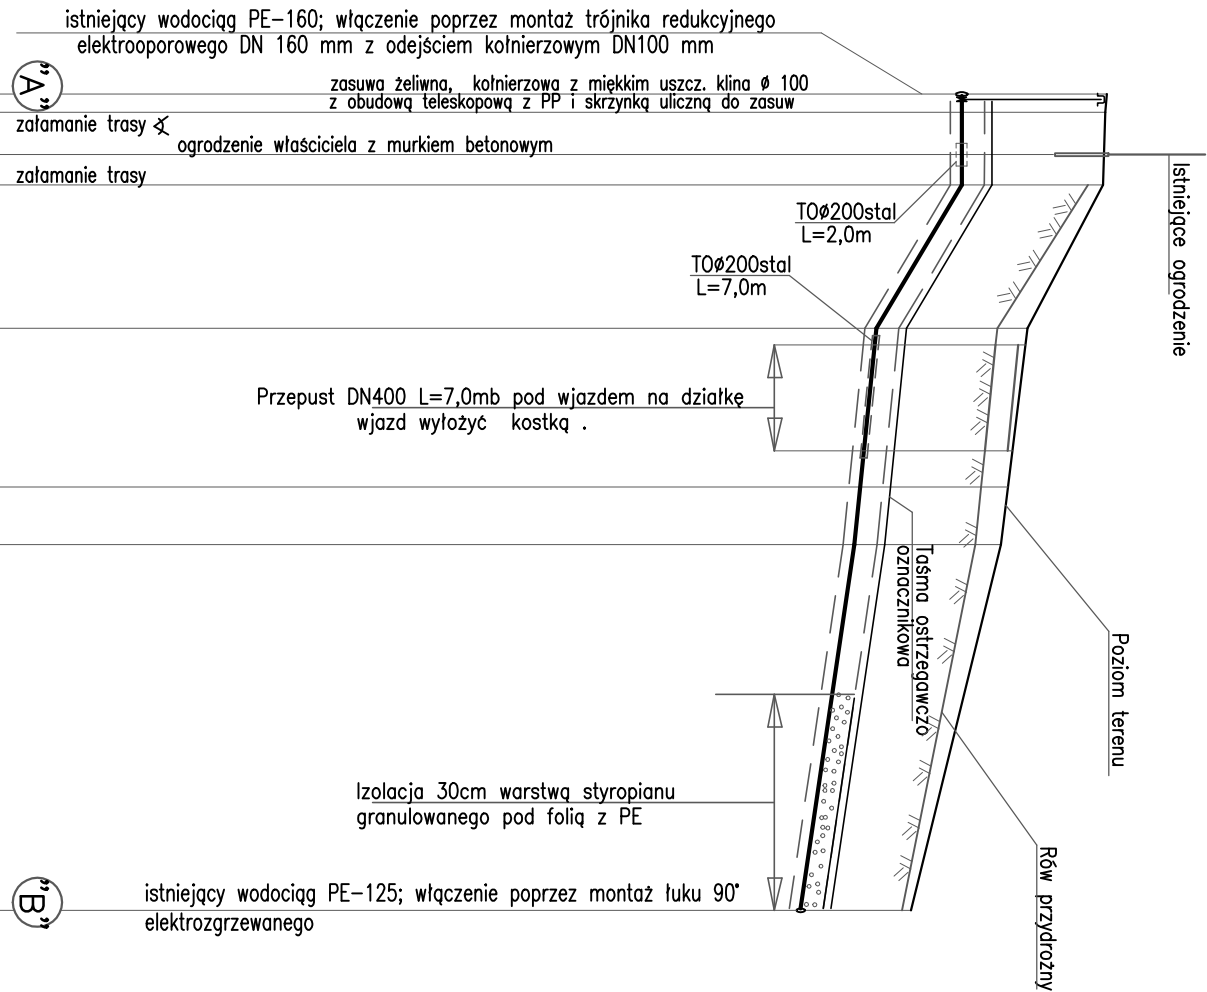 istniejący wodociąg PE-160; włączenie poprzez montaż trójnika redukcyjnego
elektrooporowego DN 160 mm z odejściem kołnierzowym DN100 mm
"A"
zasuwa żeliwna, kołnierzowa z miękkim uszcz. klina ø 100
z obudową teleskopową z PP i skrzynką uliczną do zasuw
załamanie trasy ∢
ogrodzenie właściciela z murkiem betonowym
załamanie trasy
Istniejące ogrodzenie
TOø200stal
L=2,0m
TOø200stal
L=7,0m
Przepust DN400 L=7,0mb pod wjazdem na działkę
wjazd wyłożyć kostką .
Taśma ostrzegawczo
oznacznikowa
Poziom terenu
Izolacja 30cm warstwą styropianu
granulowanego pod folią z PE
Rów przydrożny
"B"
istniejący wodociąg PE-125; włączenie poprzez montaż łuku 90°
elektrozgrzewanego